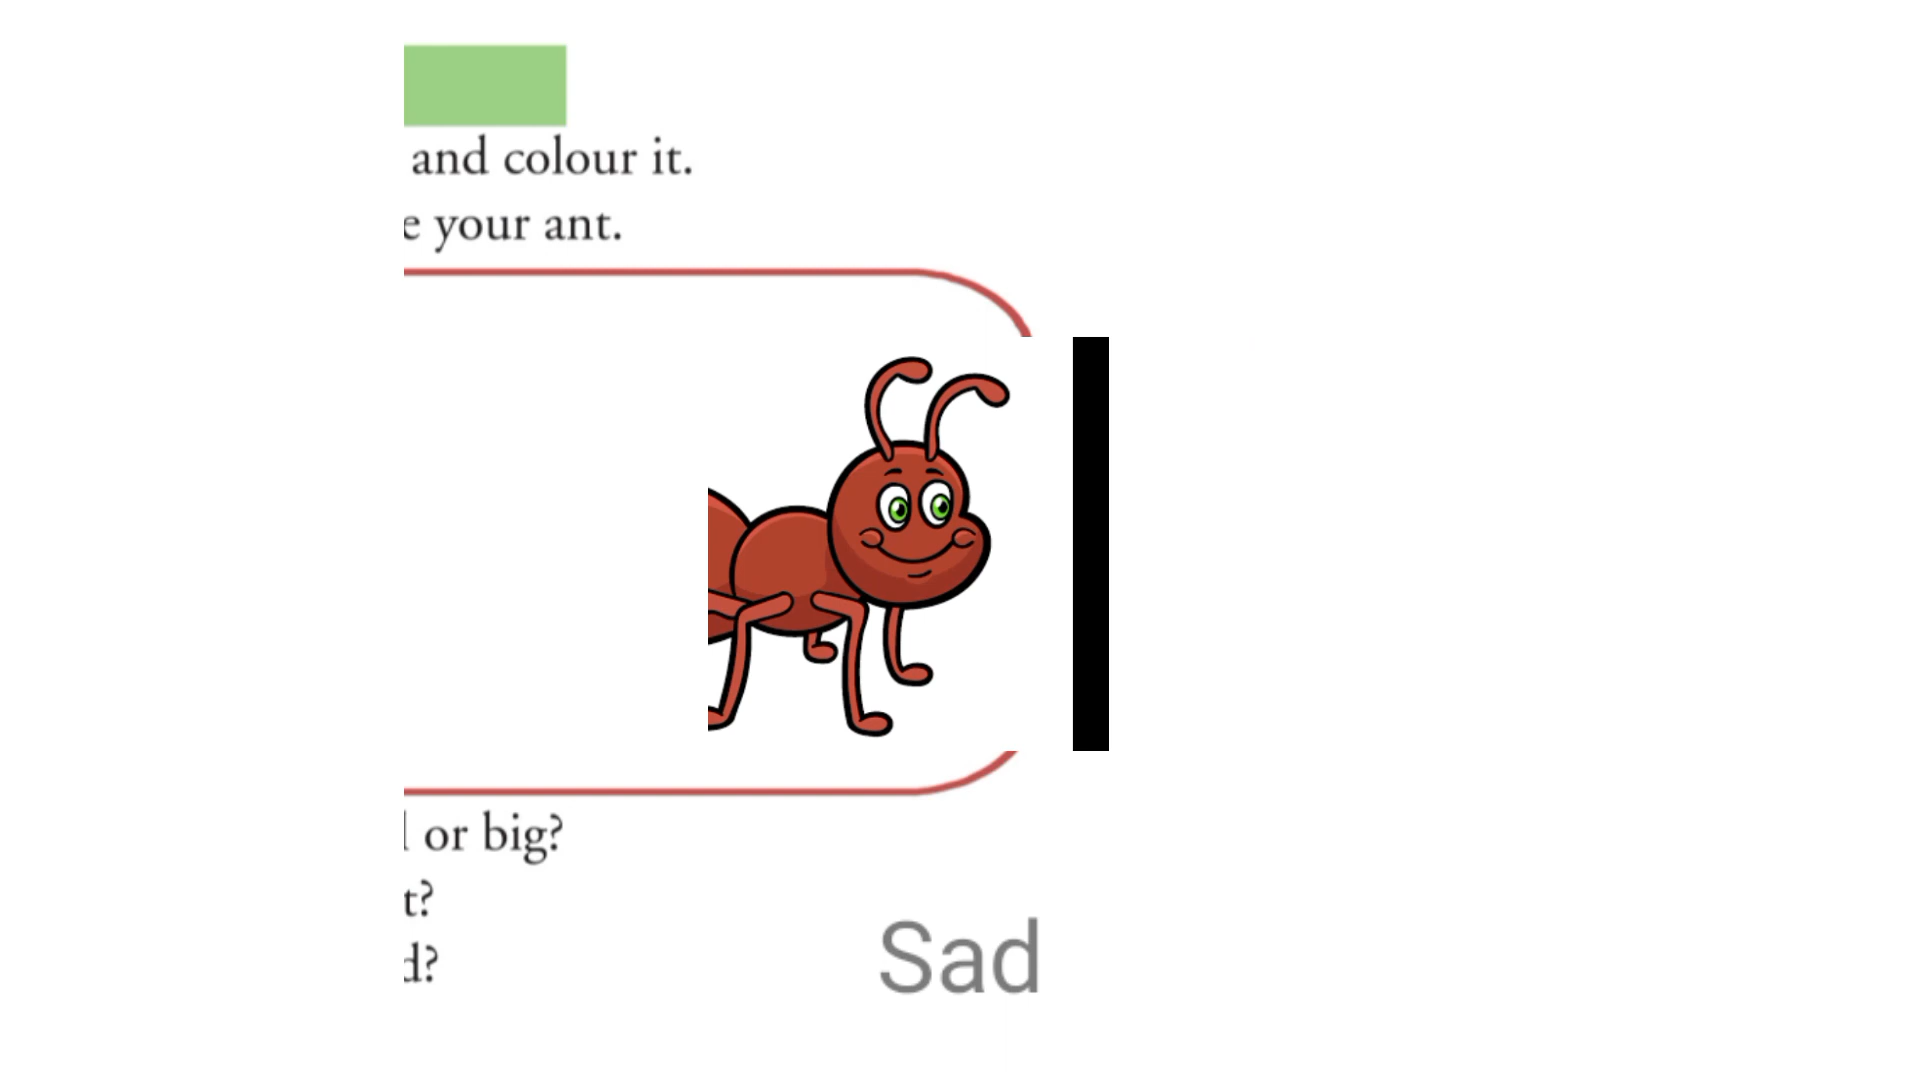 and colour it.
e your ant.
l or big?
t?
d?
Sad